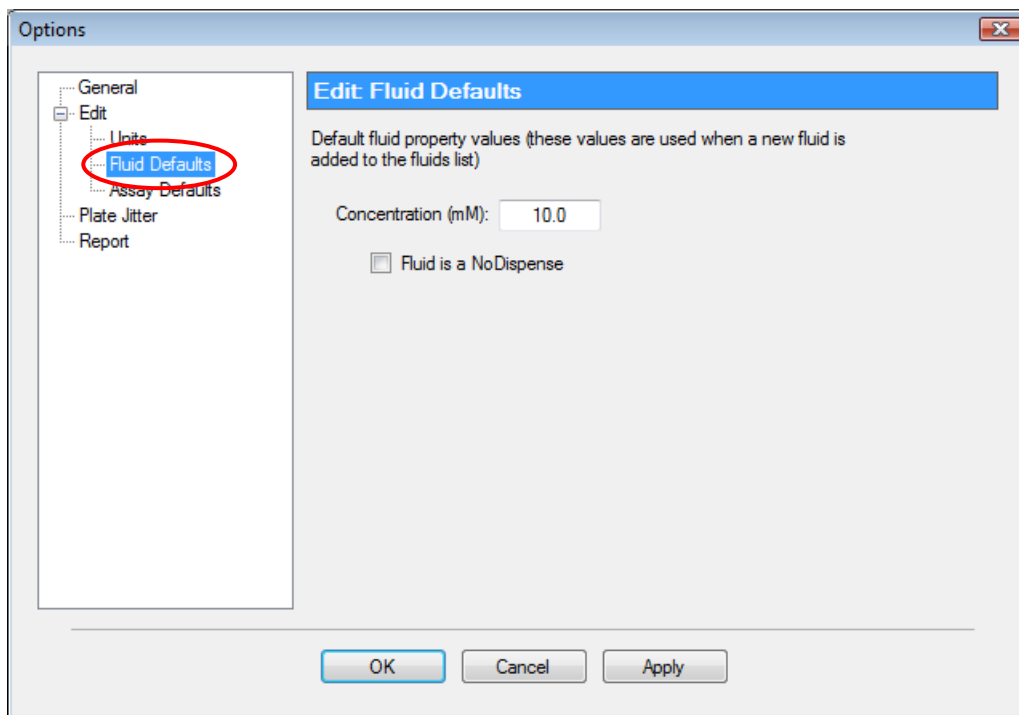 Options
General
Edit
Units
Fluid Defaults
Assay Defaults
Plate Jitter
Report
Edit: Fluid Defaults
Default fluid property values (these values are used when a new fluid is
added to the fluids list)
Concentration (mM): 10.0
Fluid is a NoDispense
OK Cancel Apply